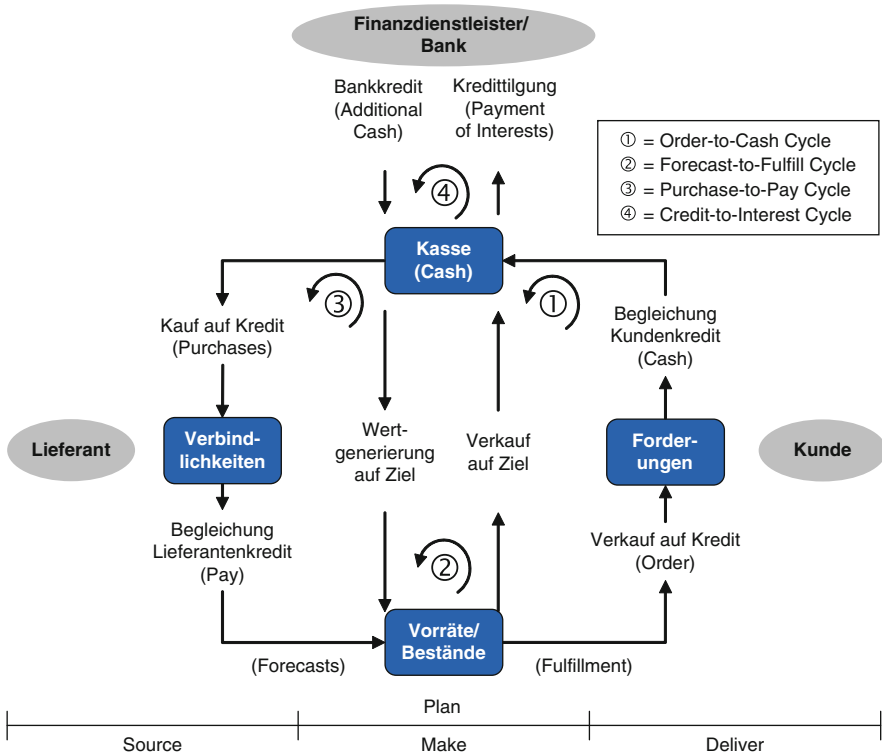 Finanzdienstleister/
Bank
Bankkredit
(Additional
Cash)
Kredittilgung
(Payment
of Interests)
① = Order-to-Cash Cycle
② = Forecast-to-Fulfill Cycle
③ = Purchase-to-Pay Cycle
④ = Credit-to-Interest Cycle
④
Kasse
(Cash)
③
①
Kauf auf Kredit
(Purchases)
Begleichung
Kundenkredit
(Cash)
Lieferant
Verbind-
lichkeiten
Wert-
generierung
auf Ziel
Verkauf
auf Ziel
Forder-
ungen
Kunde
Begleichung
Lieferantenkredit
(Pay)
②
Verkauf auf Kredit
(Order)
Vorräte/
Bestände
(Forecasts)
(Fulfillment)
Plan
Source
Make
Deliver